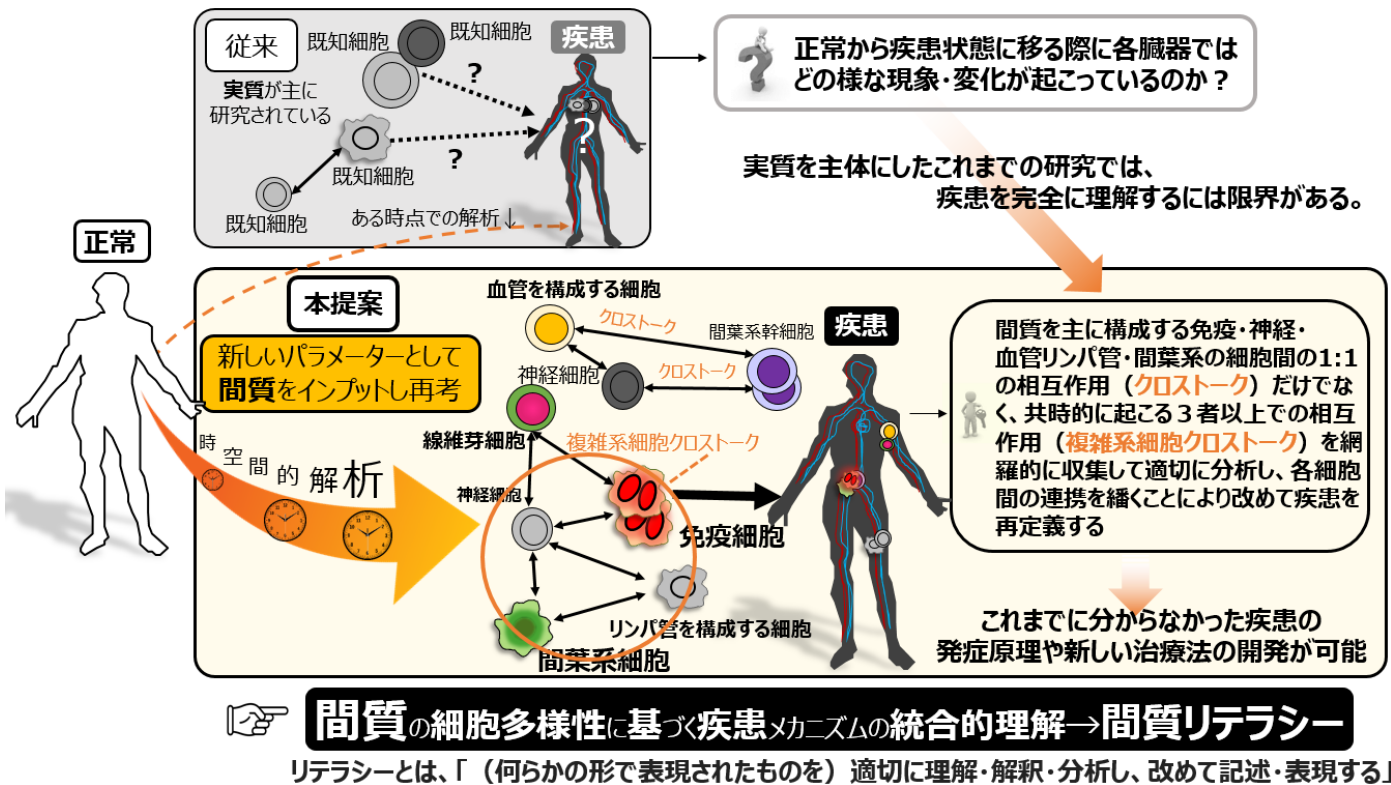 従来
既知細胞
既知細胞
疾患
実質が主に
研究されている
?
?
既知細胞
既知細胞
ある時点での解析↓
?
正常から疾患状態に移る際に各臓器では
どの様な現象・変化が起こっているのか？
実質を主体にしたこれまでの研究では、
疾患を完全に理解するには限界がある。
正常
本提案
新しいパラメーターとして
間質をインプットし再考
時空間的解析
血管を構成する細胞
クロストーク
間葉系幹細胞
神経細胞
クロストーク
線維芽細胞
複雑系細胞クロストーク
神経細胞
免疫細胞
リンパ管を構成する細胞
間葉系細胞
疾患
間質を主に構成する免疫・神経・
血管リンパ管・間葉系の細胞間の1:1
の相互作用（クロストーク）だけでな
く、共時的に起こる３者以上での相互
作用（複雑系細胞クロストーク）を網
羅的に収集して適切に分析し、各細胞
間の連携を繙くことにより改めて疾患を
再定義する
これまでに分からなかった疾患の
発症原理や新しい治療法の開発が可能
☞ 間質の細胞多様性に基づく疾患メカニズムの統合的理解→間質リテラシー
リテラシーとは、「（何らかの形で表現されたものを）適切に理解・解釈・分析し、改めて記述・表現する」